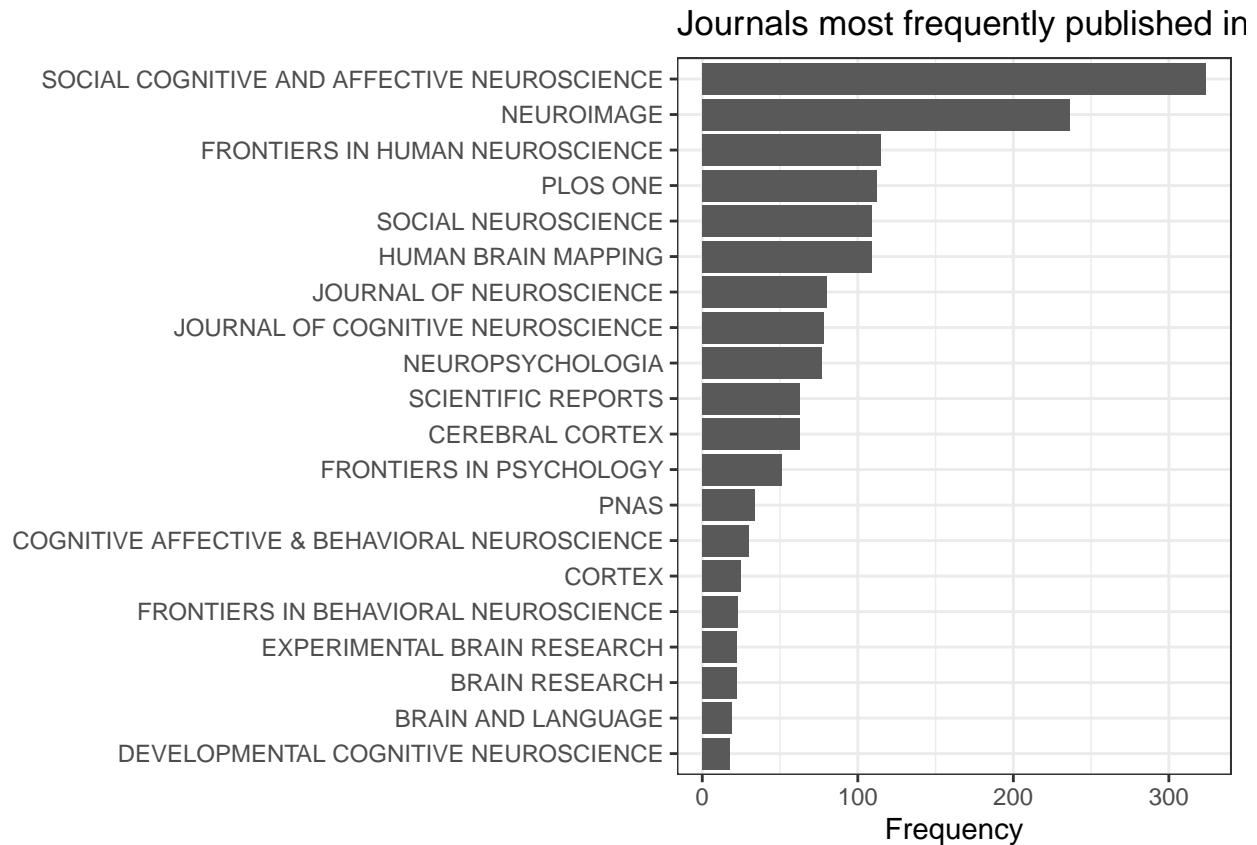 Journals most frequently published in
SOCIAL COGNITIVE AND AFFECTIVE NEUROSCIENCE
NEUROIMAGE
FRONTIERS IN HUMAN NEUROSCIENCE
PLOS ONE
SOCIAL NEUROSCIENCE
HUMAN BRAIN MAPPING
JOURNAL OF NEUROSCIENCE
JOURNAL OF COGNITIVE NEUROSCIENCE
NEUROPSYCHOLOGIA
SCIENTIFIC REPORTS
CEREBRAL CORTEX
FRONTIERS IN PSYCHOLOGY
PNAS
COGNITIVE AFFECTIVE & BEHAVIORAL NEUROSCIENCE
CORTEX
FRONTIERS IN BEHAVIORAL NEUROSCIENCE
EXPERIMENTAL BRAIN RESEARCH
BRAIN RESEARCH
BRAIN AND LANGUAGE
DEVELOPMENTAL COGNITIVE NEUROSCIENCE
0 100 200 300
Frequency